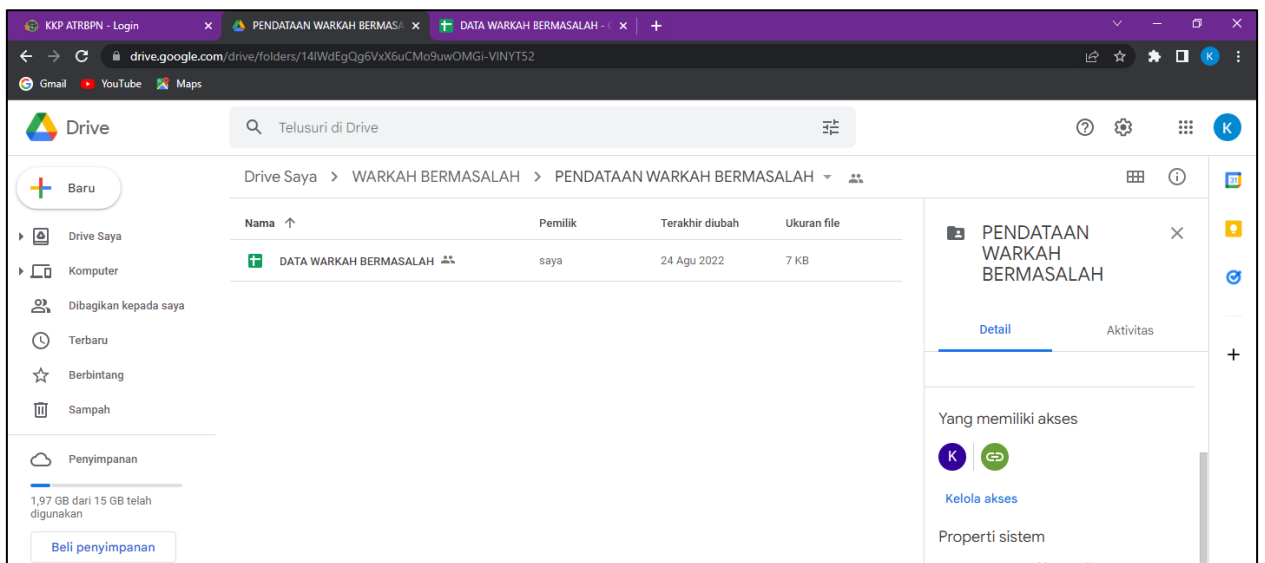 KKP ATRBPN - Login
PENDATAAN WARKAH BERMASA
DATA WARKAH BERMASALAH -
drive.google.com/drive/folders/14IWdEgQg6VxX6uCMo9uwOMGi-VINYT52
K
Gmail YouTube Maps
Drive
Telusuri di Drive
K
Baru
Drive Saya > WARKAH BERMASALAH > PENDATAAN WARKAH BERMASALAH
31
Nama Pemilik Terakhir diubah Ukuran file
DATA WARKAH BERMASALAH saya 24 Agu 2022 7 KB
Drive Saya
Komputer
Dibagikan kepada saya
Terbaru
Berbintang
Sampah
Penyimpanan
1,97 GB dari 15 GB telah
digunakan
Beli penyimpanan
PENDATAAN
WARKAH
BERMASALAH
Detail Aktivitas
Yang memiliki akses
K
Kelola akses
Properti sistem